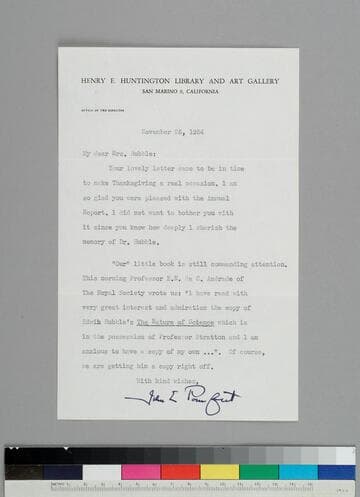 HENRY E HUNTINGTON LIBRARY AND ART GALLERY
SAN MARINO 9, CALIFORNIA
OFFICE OF THE DIRECTOR
November 26, 1954
My dear Mrs. Hubble:
Your lovely letter came to be in time
to make Thanksgiving a real occasion. I am
so glad you were pleased with the Annual
Report. I did not want to bother you with
it since you know how deeply I cherish the
memory of Dr. Hubble.
"Our" little book is still commanding attention.
This morning Professor E.N. da C. Andrade of
The Royal Society wrote us: "I have read with
very great interest and admiration the copy of
Edwin Hubble's The Nature of Science which is
in the possession of Professor Stratton and I am
anxious to have a copy of my own ...". Of course,
we are getting him a copy right off.
With kind wishes,
John E Pomfret